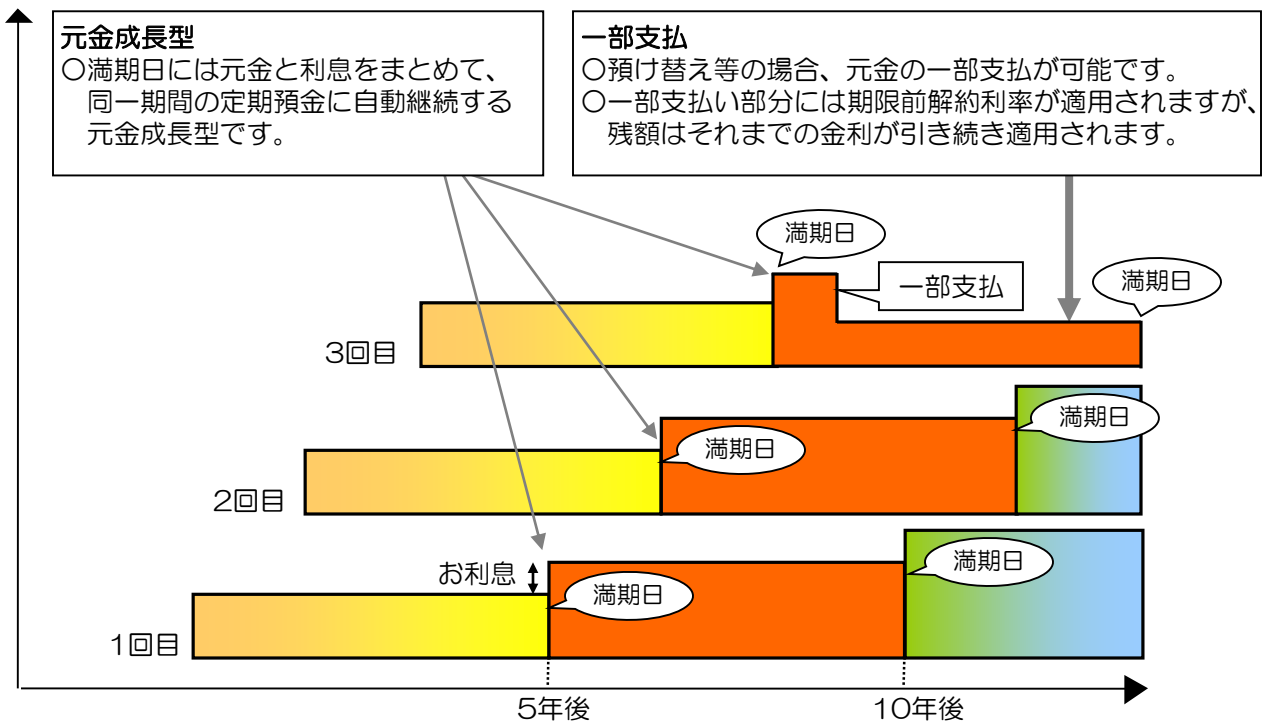 元金成長型
〇満期日には元金と利息をまとめて、
同一期間の定期預金に自動継続する
元金成長型です。
一部支払
〇預け替え等の場合、元金の一部支払が可能です。
〇一部支払い部分には期限前解約利率が適用されますが、
残額はそれまでの金利が引き続き適用されます。
満期日
一部支払
満期日
3回目
満期日
満期日
2回目
満期日
お利息
満期日
1回目
5年後
10年後